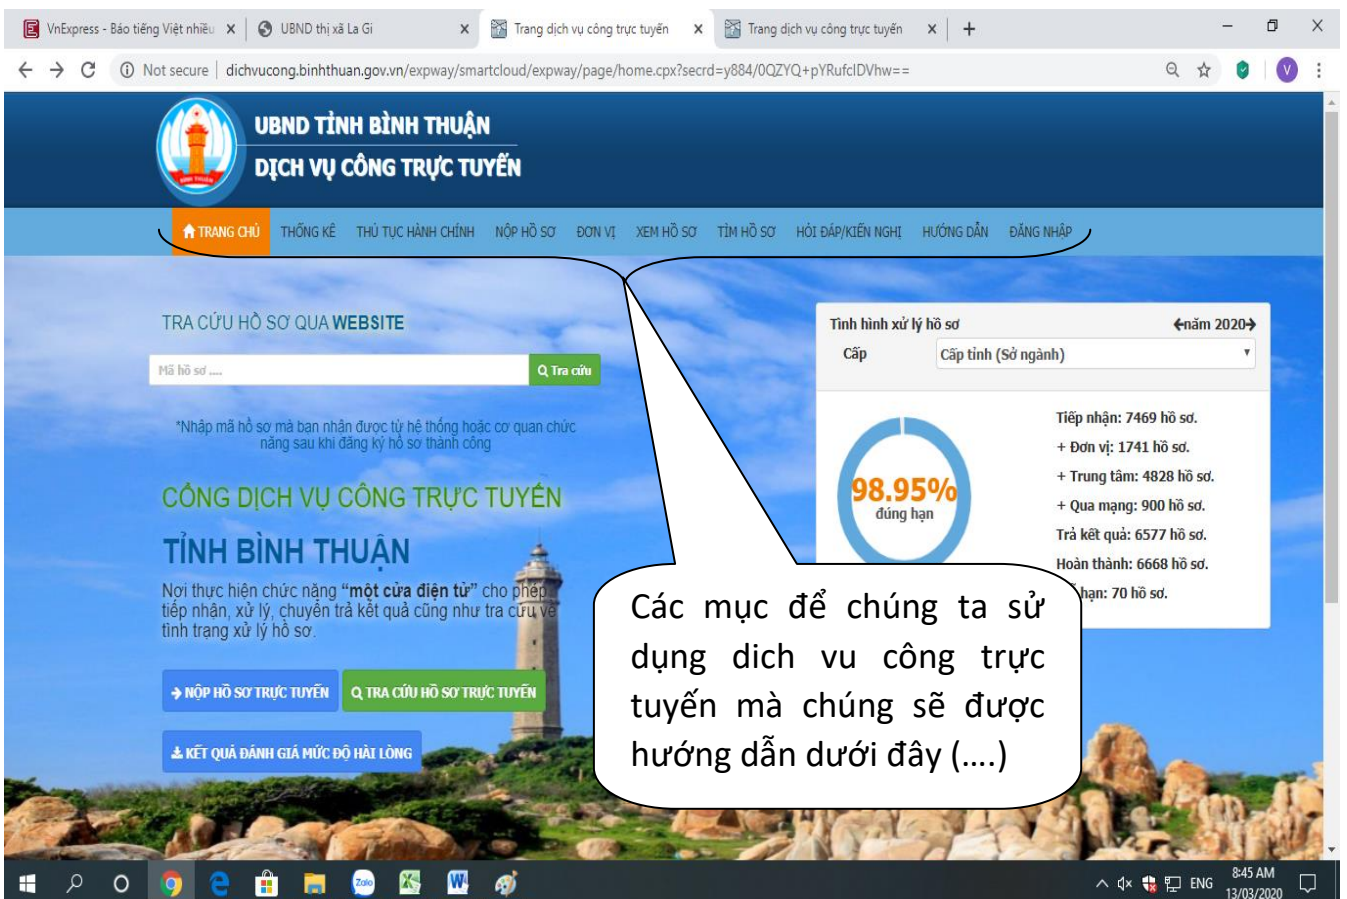 VnExpress - Báo tiếng Việt nhiều
UBND thị xã La Gi
Trang dịch vụ công trực tuyến
Trang dịch vụ công trực tuyến
Not secure
dichvucong.binhthuan.gov.vn/expway/smartcloud/expway/page/home.cpx?secrd=y884/0QZYQ+pYRufclDVhw==
V
UBND TỈNH BÌNH THUẬN
DỊCH VỤ CÔNG TRỰC TUYẾN
BÌNH THUẬN
TRANG CHỦ THỐNG KÊ THỦ TỤC HÀNH CHÍNH NỘP HỒ SƠ ĐƠN VỊ XEM HỒ SƠ TÌM HỒ SƠ HỎI ĐÁP/KIẾN NGHỊ HƯỚNG DẪN ĐĂNG NHẬP
TRA CỨU HỒ SƠ QUA WEBSITE
Mã hồ sơ ....
Tra cứu
*Nhập mã hồ sơ mà bạn nhận được từ hệ thống hoặc cơ quan chức
năng sau khi đăng ký hồ sơ thành công
CỔNG DỊCH VỤ CÔNG TRỰC TUYẾN
TỈNH BÌNH THUẬN
Nơi thực hiện chức năng “một cửa điện tử” cho phép
tiếp nhận, xử lý, chuyển trả kết quả cũng như tra cứu về
tình trạng xử lý hồ sơ.
NỘP HỒ SƠ TRỰC TUYẾN
TRA CỨU HỒ SƠ TRỰC TUYẾN
KẾT QUẢ ĐÁNH GIÁ MỨC ĐỘ HÀI LÒNG
Tình hình xử lý hồ sơ
năm 2020
Cấp
Cấp tỉnh (Sở ngành)
98.95%
đúng hạn
Tiếp nhận: 7469 hồ sơ.
+ Đơn vị: 1741 hồ sơ.
+ Trung tâm: 4828 hồ sơ.
+ Qua mạng: 900 hồ sơ.
Trả kết quả: 6577 hồ sơ.
Hoàn thành: 6668 hồ sơ.
hạn: 70 hồ sơ.
Các mục để chúng ta sử
dụng dich vu công trực
tuyến mà chúng sẽ được
hướng dẫn dưới đây (....)
Zalo
ENG
8:45 AM
13/03/2020